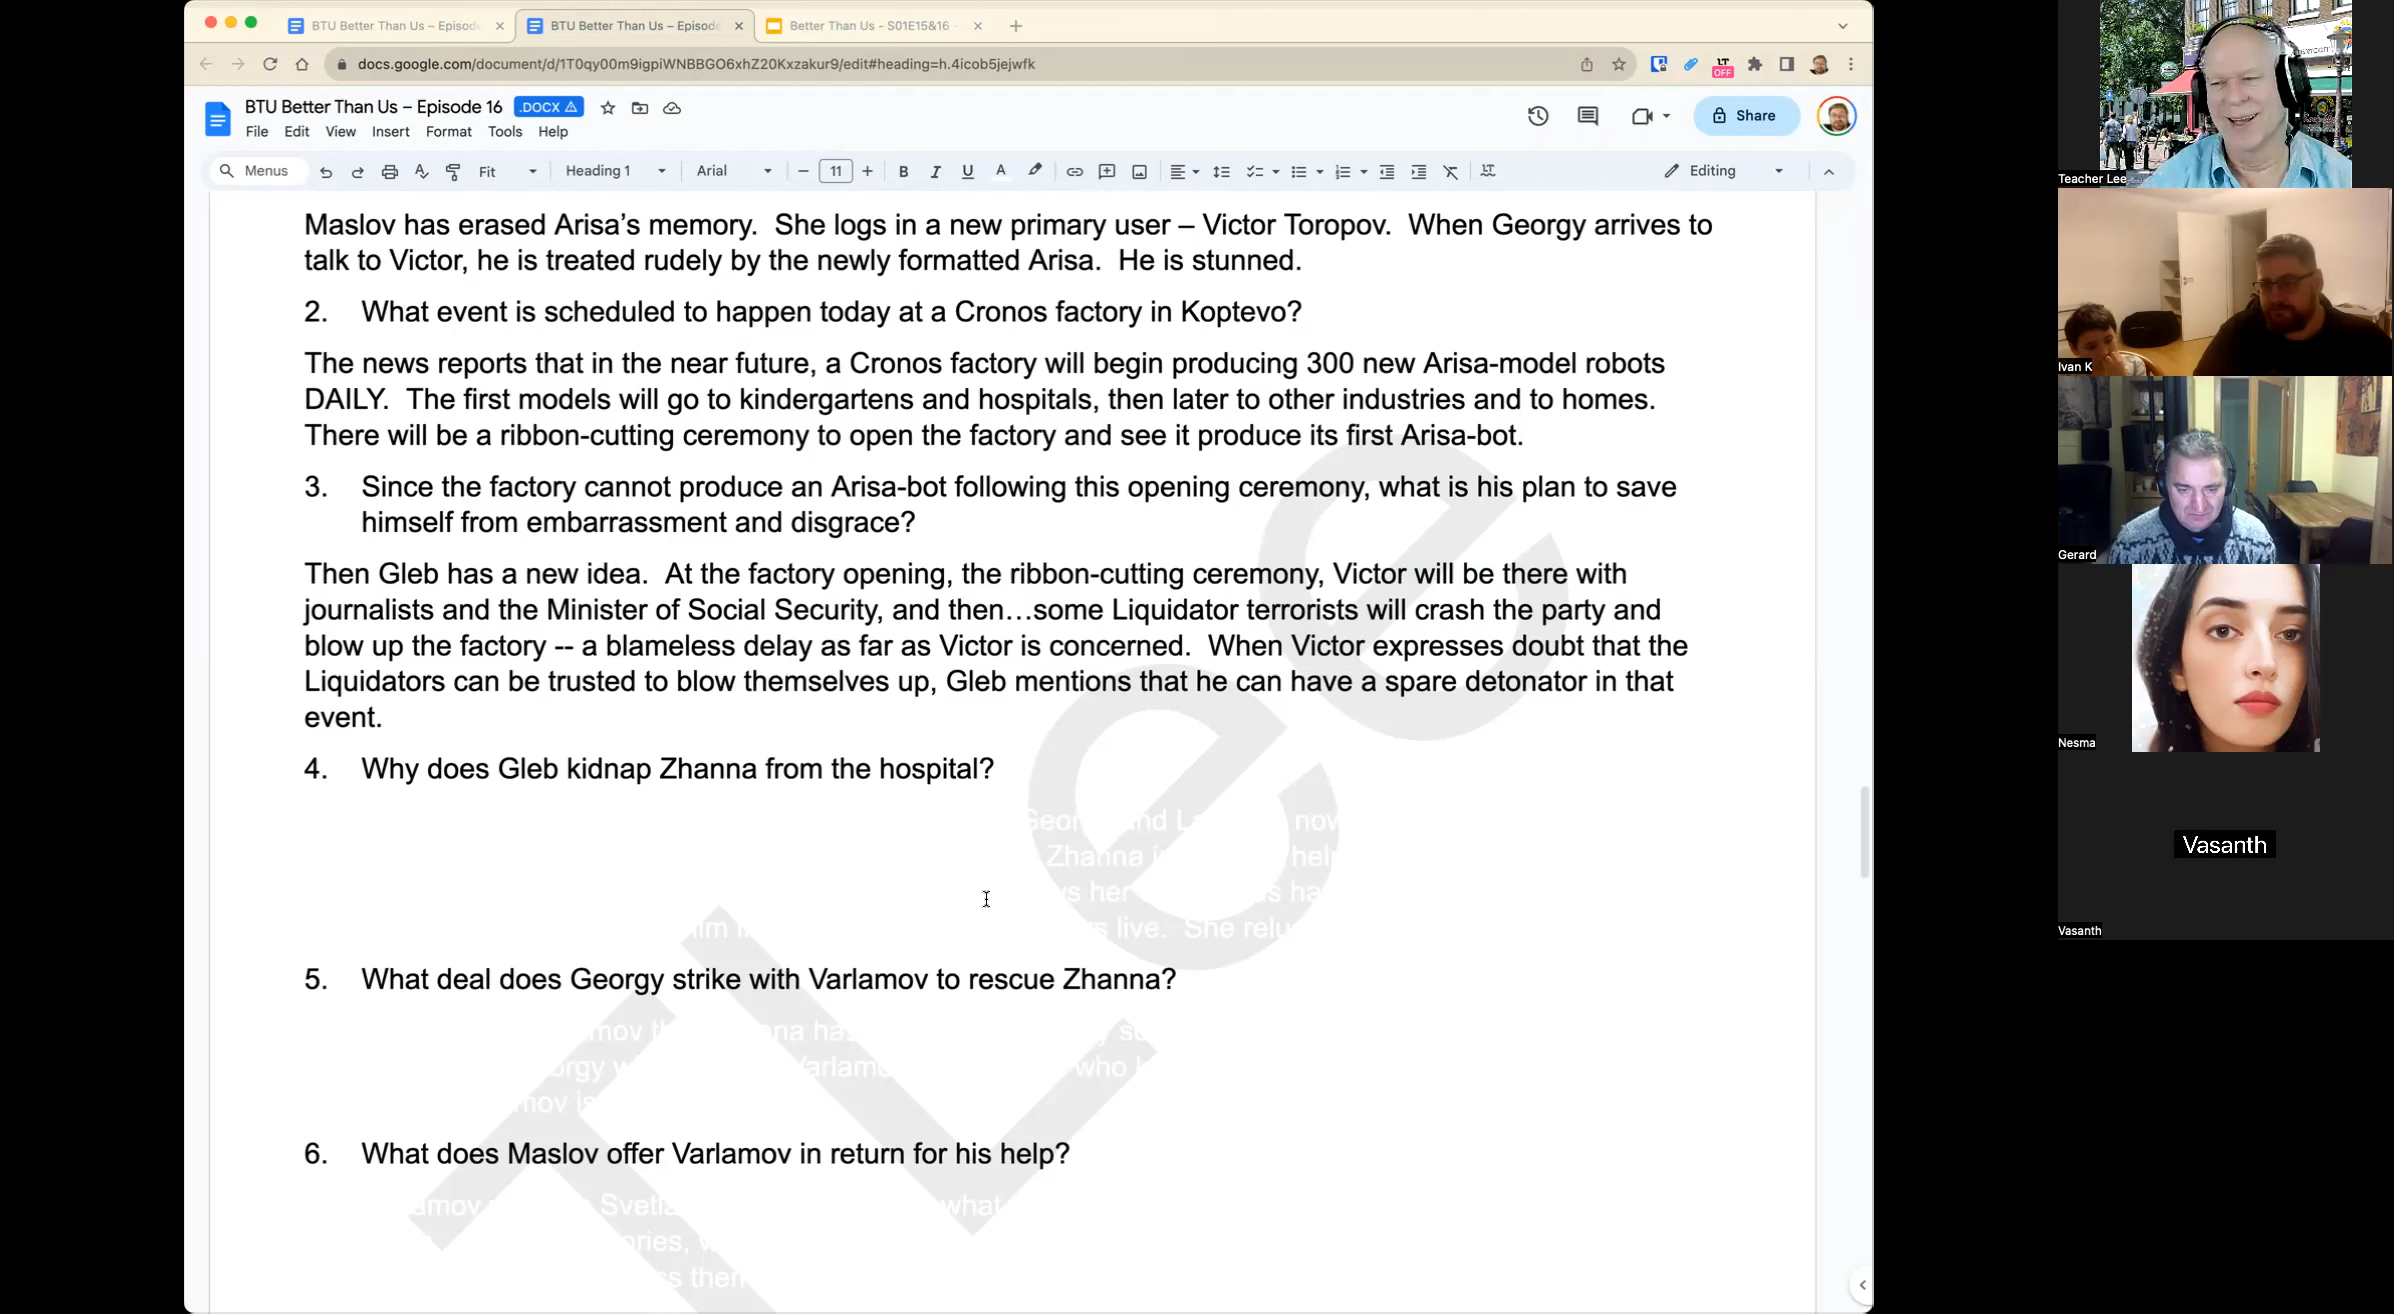 BTU Better Than Us – Episode
BTU Better Than Us – Episode
Better Than Us - S01E15&16 -
docs.google.com/document/d/1T0qy00m9igpiWNBBGO6xhZ20Kxzakur9/edit#heading=h.4icob5jejwfk
LT
OFF
BTU Better Than Us – Episode 16 .DOCX
File Edit View Insert Format Tools Help
Share
Menus Fit Heading 1 Arial 11 B I U A Editing
Maslov has erased Arisa’s memory.  She logs in a new primary user – Victor Toropov.  When Georgy arrives to
talk to Victor, he is treated rudely by the newly formatted Arisa.  He is stunned.
2. What event is scheduled to happen today at a Cronos factory in Koptevo?
The news reports that in the near future, a Cronos factory will begin producing 300 new Arisa-model robots
DAILY.  The first models will go to kindergartens and hospitals, then later to other industries and to homes.
There will be a ribbon-cutting ceremony to open the factory and see it produce its first Arisa-bot.
3. Since the factory cannot produce an Arisa-bot following this opening ceremony, what is his plan to save
himself from embarrassment and disgrace?
Then Gleb has a new idea.  At the factory opening, the ribbon-cutting ceremony, Victor will be there with
journalists and the Minister of Social Security, and then…some Liquidator terrorists will crash the party and
blow up the factory -- a blameless delay as far as Victor is concerned.  When Victor expresses doubt that the
Liquidators can be trusted to blow themselves up, Gleb mentions that he can have a spare detonator in that
event.
4. Why does Gleb kidnap Zhanna from the hospital?
Zhanna
her
live.  She
5. What deal does Georgy strike with Varlamov to rescue Zhanna?
who
6. What does Maslov offer Varlamov in return for his help?
what
TLee
Teacher Lee
Ivan K
Gerard
Nesma
Vasanth
Vasanth